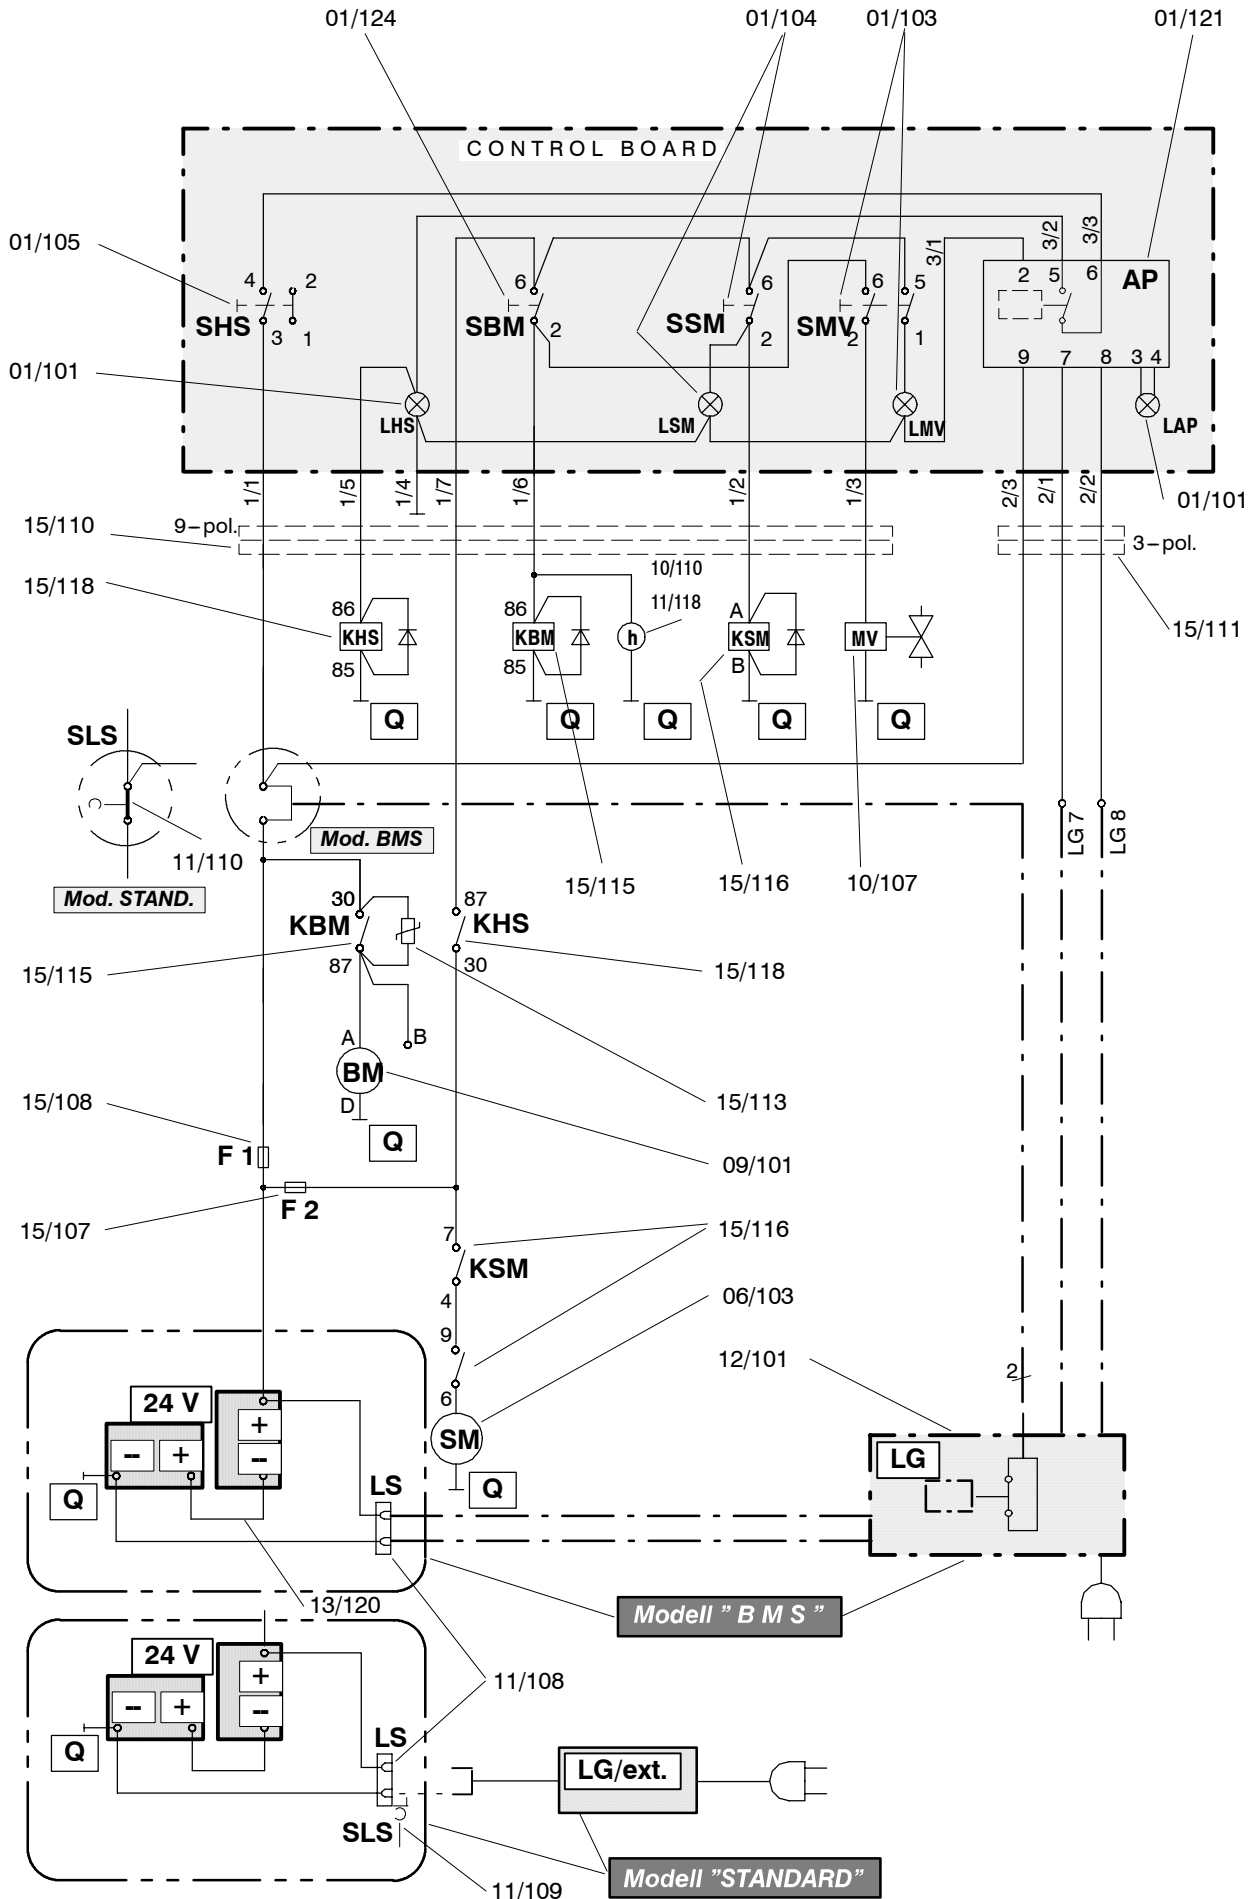 01/124 01/104 01/103 01/121
CONTROL BOARD
01/105
3/1 3/2 3/3
4 2 6 6 6 5 2 5 6 AP
SHS SBM SSM SMV
3 1 2 2 2 1
9 7 8 3 4
01/101
LHS LSM LMV LAP
1/1 1/5 1/4 1/7 1/6 1/2 1/3 2/3 2/1 2/2
01/101
15/110 9-pol. 3-pol.
10/110
15/118 11/118
86 86 A
KHS KBM h KSM MV 15/111
85 85 B
Q Q Q Q Q
SLS
Mod. BMS LG 7 LG 8
11/110 15/115 15/116 10/107
Mod. STAND.
30 87
KBM KHS
15/115 87 30 15/118
A B
BM
15/108 D 15/113
F 1 Q 09/101
F 2
15/107 7 15/116
KSM
4 06/103
9 12/101
2
6
24 V
+
-- + -- SM LG
Q LS Q
13/120 Modell ” B M S ”
24 V
+ 11/108
-- + --
Q LS LG/ext.
SLS
Modell ”STANDARD”
11/109